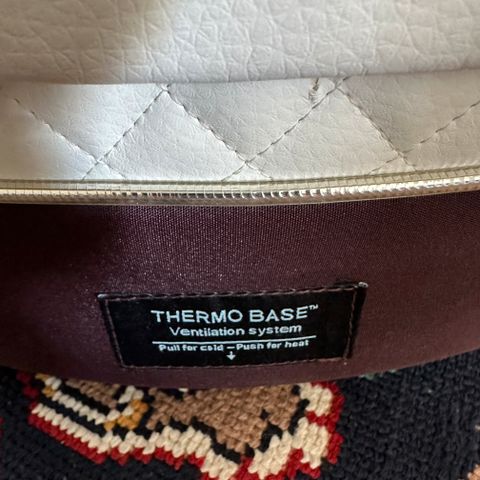 THERMO BASE™
Ventilation system
Pull for cold – Push for heat